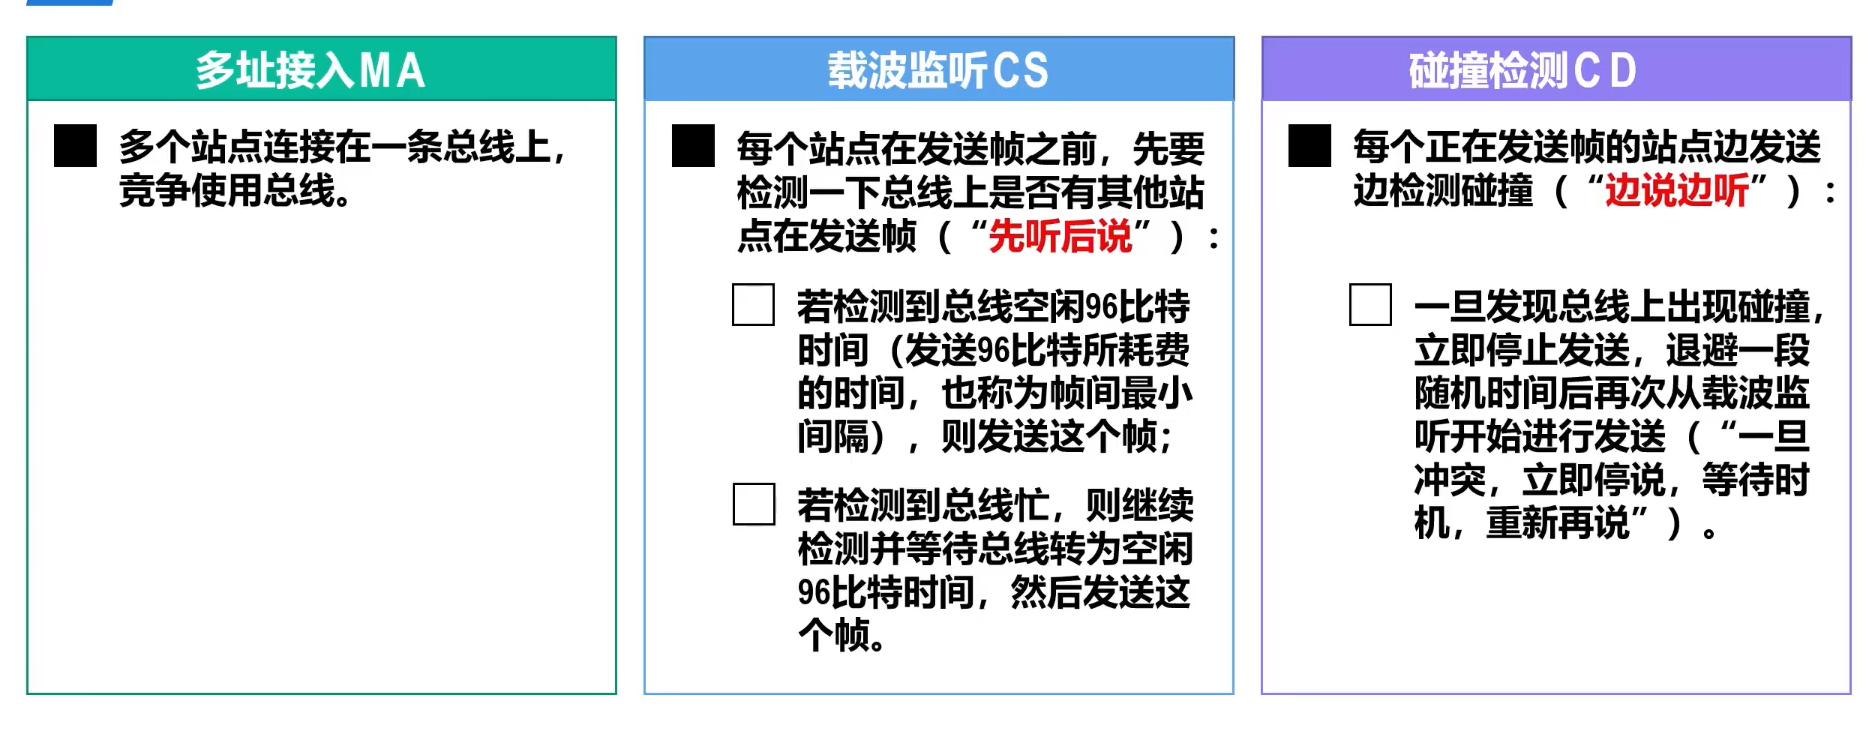 多址接入MA
多个站点连接在一条总线上，
竞争使用总线。
载波监听CS
每个站点在发送帧之前，先要
检测一下总线上是否有其他站
点在发送帧（“先听后说”）：
若检测到总线空闲96比特
时间（发送96比特所耗费
的时间，也称为帧间最小
间隔），则发送这个帧；
若检测到总线忙，则继续
检测并等待总线转为空闲
96比特时间，然后发送这
个帧。
碰撞检测CD
每个正在发送帧的站点边发送
边检测碰撞（“边说边听”）：
一旦发现总线上出现碰撞，
立即停止发送，退避一段
随机时间后再次从载波监
听开始进行发送（“一旦
冲突，立即停说，等待时
机，重新再说”）。